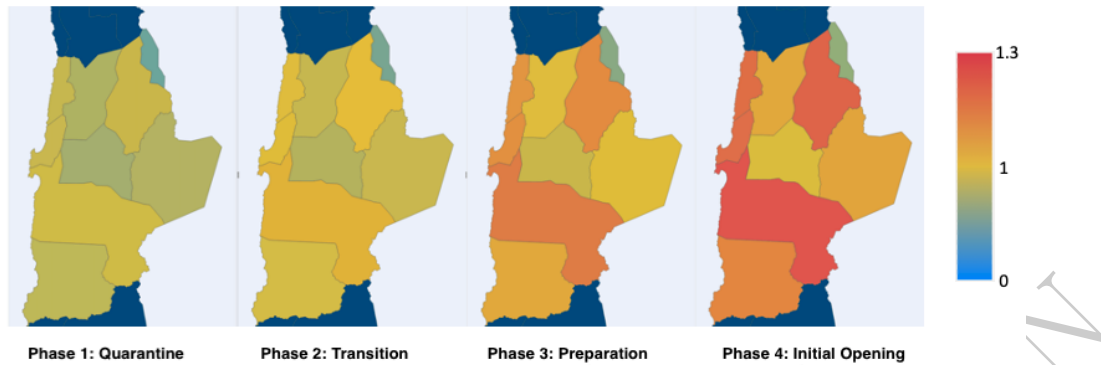 1.3
1
0
Phase 1: Quarantine
Phase 2: Transition
Phase 3: Preparation
Phase 4: Initial Opening